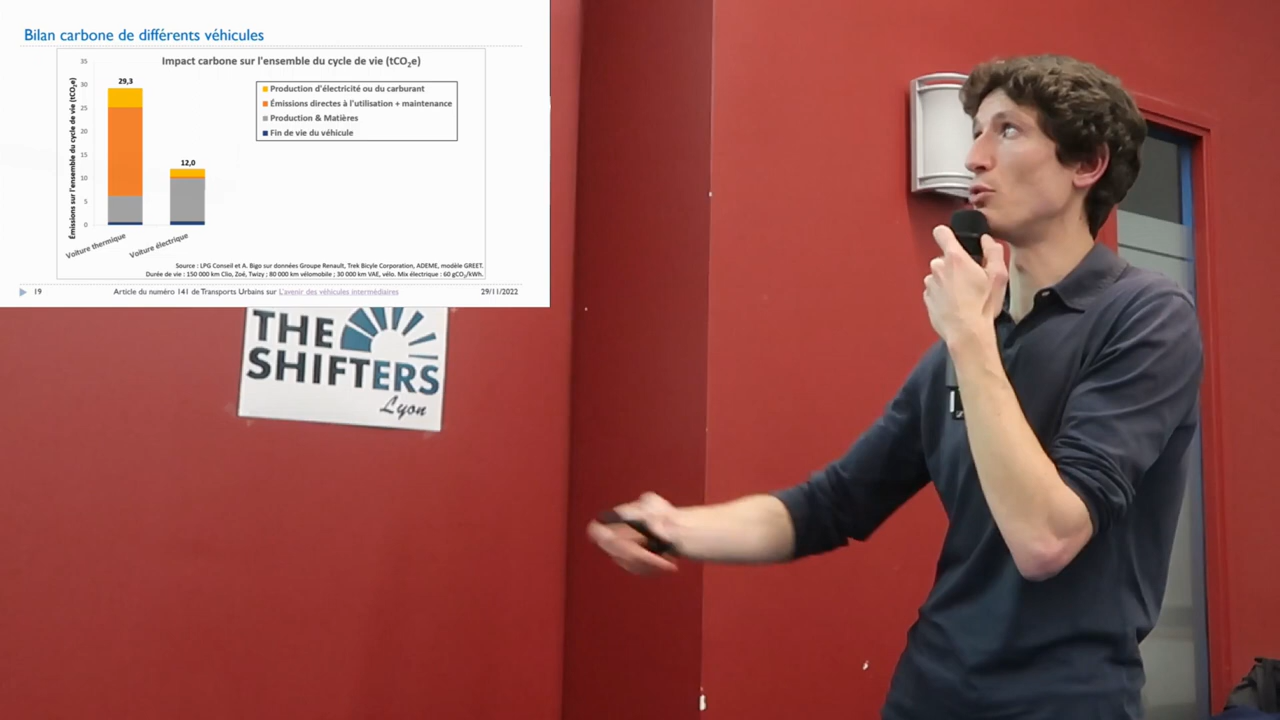 Bilan carbone de différents véhicules
Impact carbone sur l'ensemble du cycle de vie (tCO2e)
Émissions sur l'ensemble du cycle de vie (tCO2e)
35
30
25
20
15
10
5
0
29,3
12,0
Voiture thermique
Voiture électrique
Production d'électricité ou du carburant
Émissions directes à l'utilisation + maintenance
Production & Matières
Fin de vie du véhicule
Source : LPG Conseil et A. Bigo sur données Groupe Renault, Trek Bicyle Corporation, ADEME, modèle GREET.
Durée de vie : 150 000 km Clio, Zoé, Twizy ; 80 000 km vélomobile ; 30 000 km VAE, vélo. Mix électrique : 60 gCO2/kWh.
19
Article du numéro 141 de Transports Urbains sur L'avenir des véhicules intermédiaires
29/11/2022
THE
SHIFTERS
Lyon